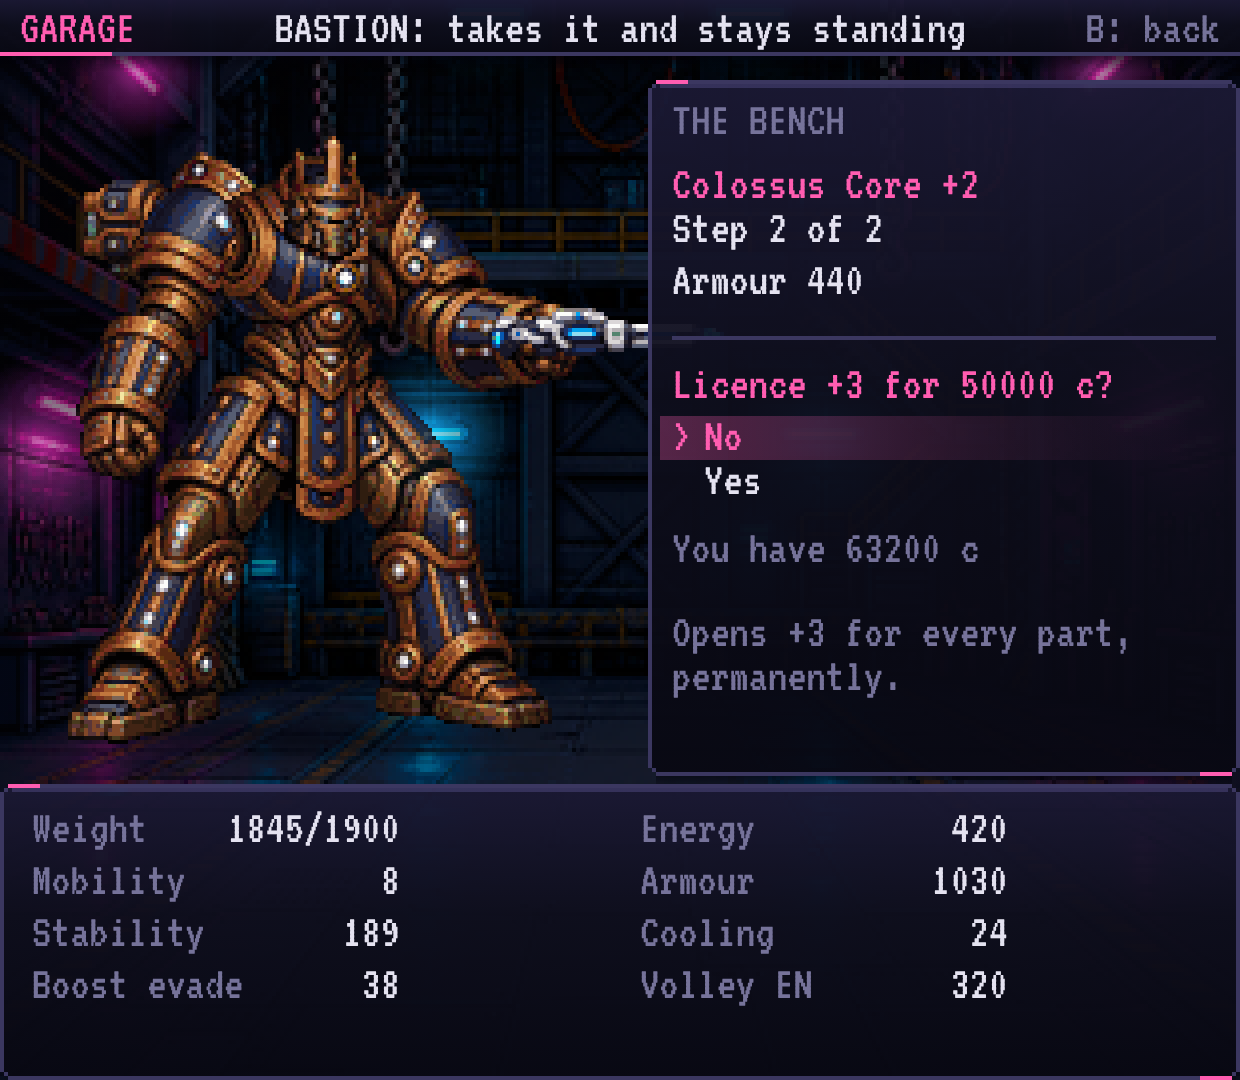 GARAGE
BASTION: takes it and stays standing
B: back
THE BENCH
Colossus Core +2
Step 2 of 2
Armour 440
Licence +3 for 50000 c?
> No
Yes
You have 63200 c
Opens +3 for every part,
permanently.
Weight 1845/1900
Mobility 8
Stability 189
Boost evade 38
Energy 420
Armour 1030
Cooling 24
Volley EN 320